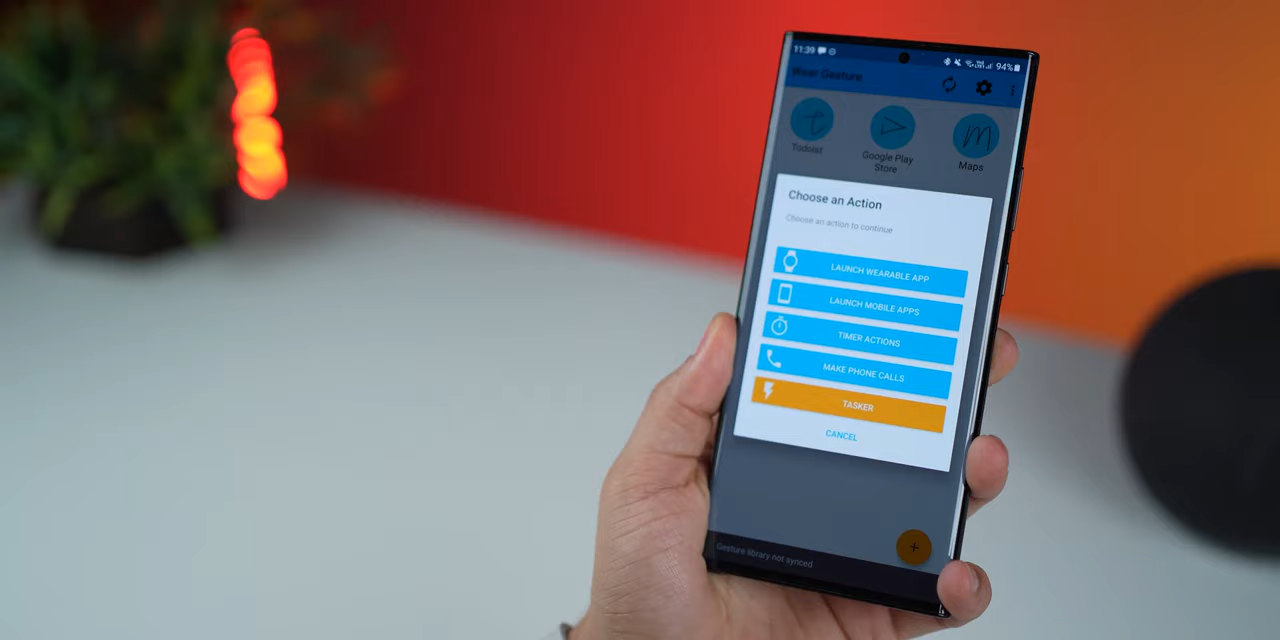 11:39
94%
Wear Gesture
Todoist
Google Play
Store
Maps
Choose an Action
Choose an action to continue
LAUNCH WEARABLE APP
LAUNCH MOBILE APPS
TIMER ACTIONS
MAKE PHONE CALLS
TASKER
CANCEL
+
Gesture library not synced